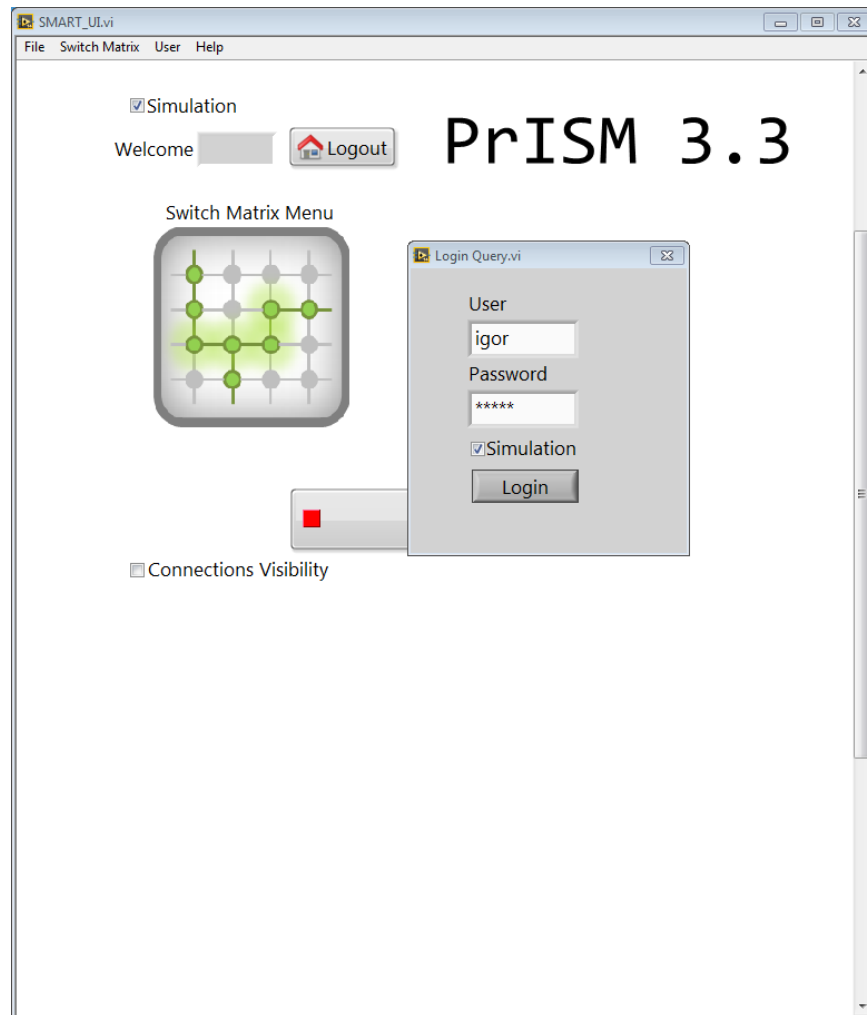 SMART_UI.vi
File Switch Matrix User Help
Simulation
Welcome
Logout
PrISM 3.3
Switch Matrix Menu
Login Query.vi
User
igor
Password
*****
Simulation
Login
Connections Visibility